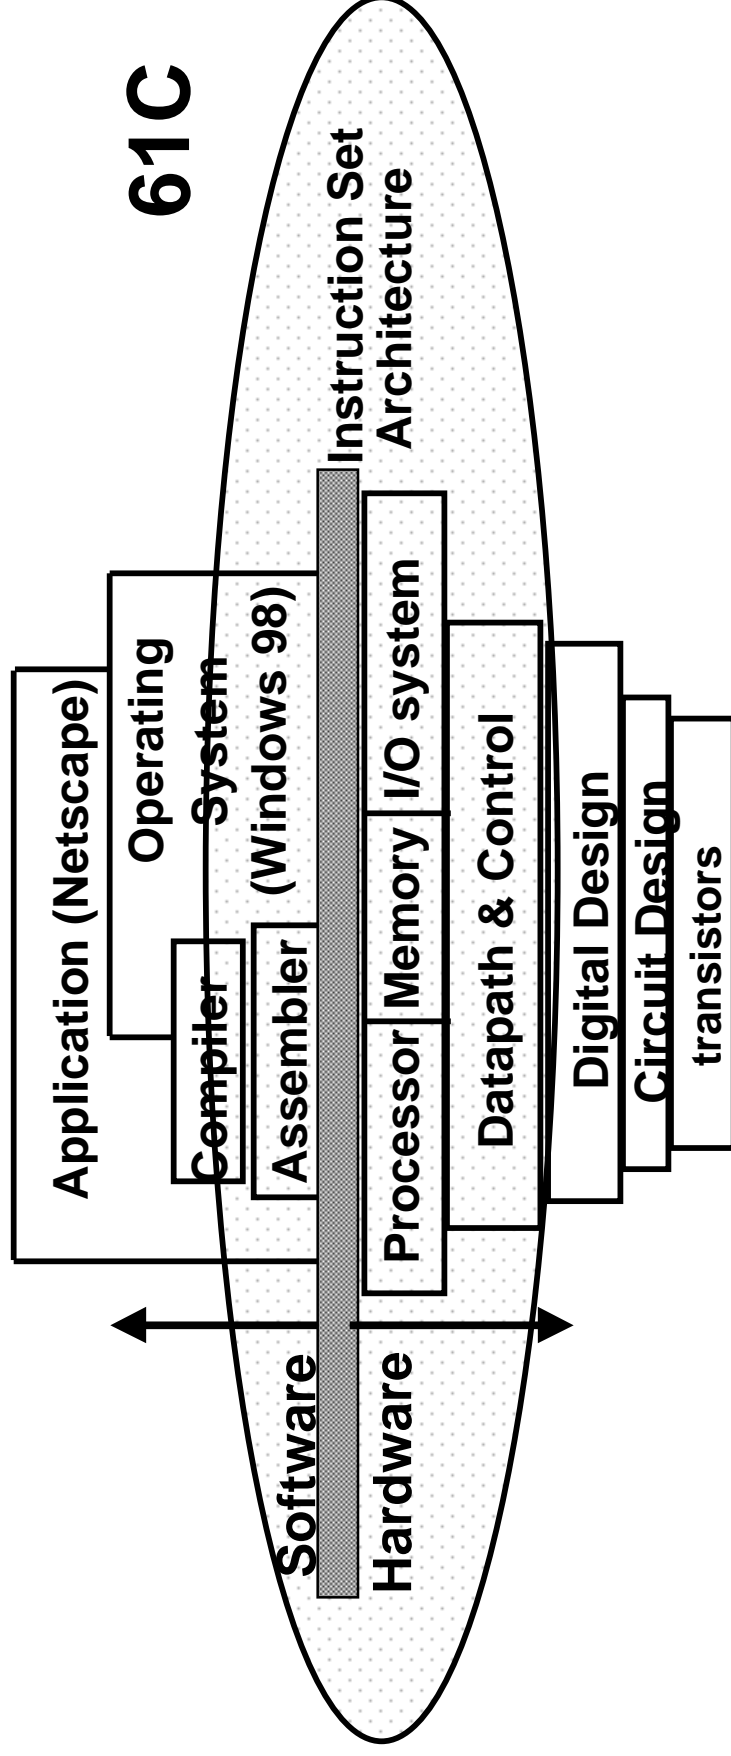 61C
Application (Netscape)
Operating
System
(Windows 98)
Compiler
Assembler
Software
Hardware
Instruction Set
Architecture
Processor
Memory
I/O system
Datapath & Control
Digital Design
Circuit Design
transistors